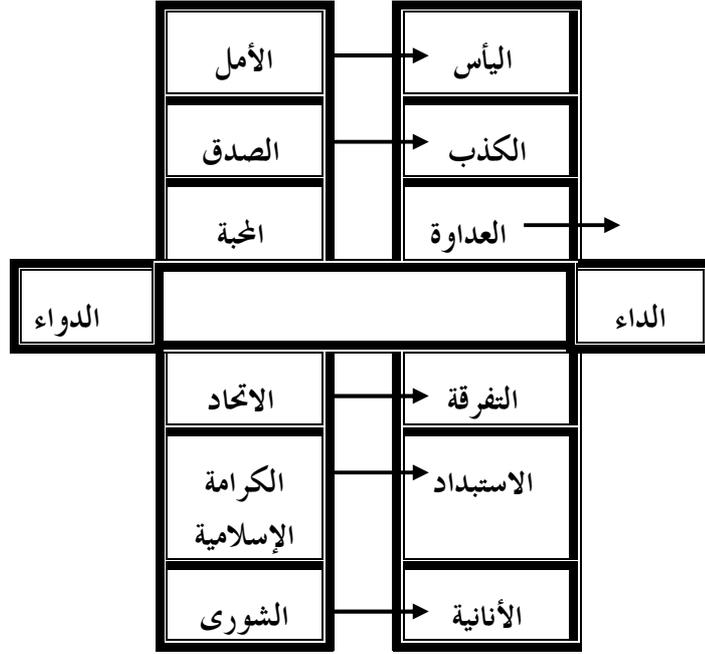 اليأس
الأمل
الكذب
الصدق
العداوة
المحبة
الداء
الدواء
التفرقة
الاتحاد
الاستبداد
الكرامة
الإسلامية
الأنانية
الشورى